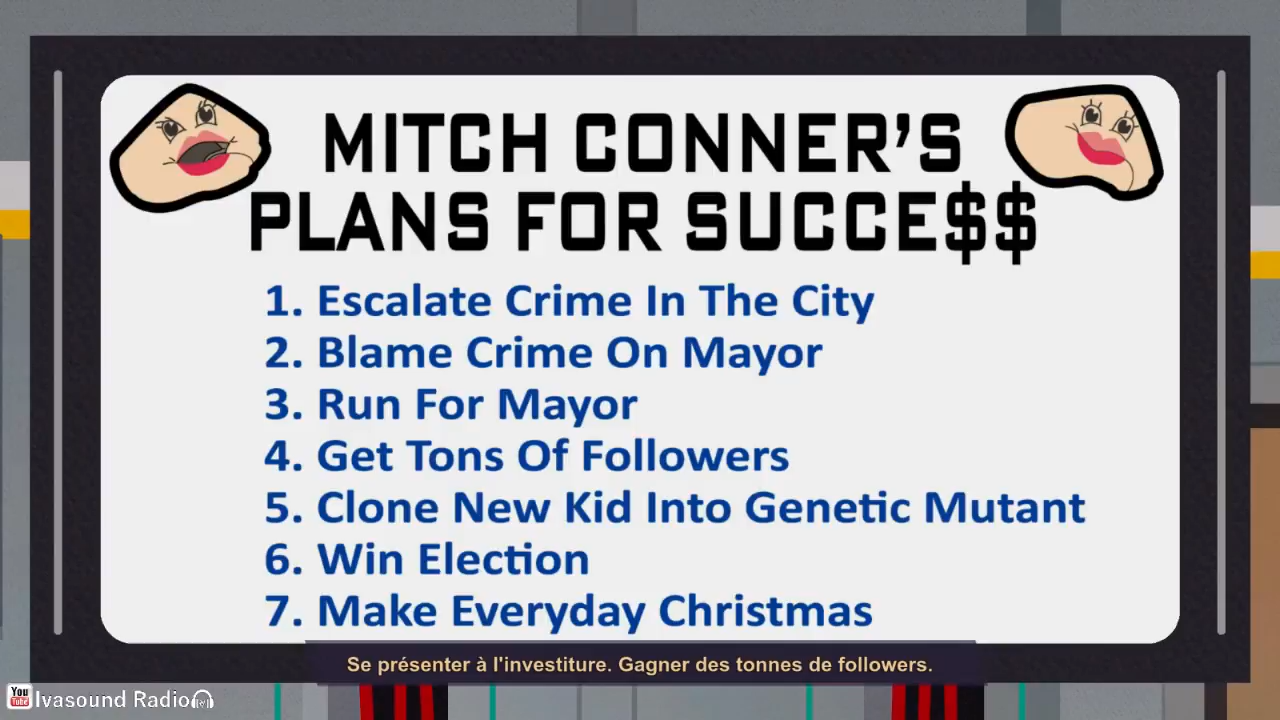 MITCH CONNER'S
PLANS FOR SUCCE$$
1. Escalate Crime In The City
2. Blame Crime On Mayor
3. Run For Mayor
4. Get Tons Of Followers
5. Clone New Kid Into Genetic Mutant
6. Win Election
7. Make Everyday Christmas
Se présenter à l'investiture. Gagner des tonnes de followers.
You Tube Ivasound Radio